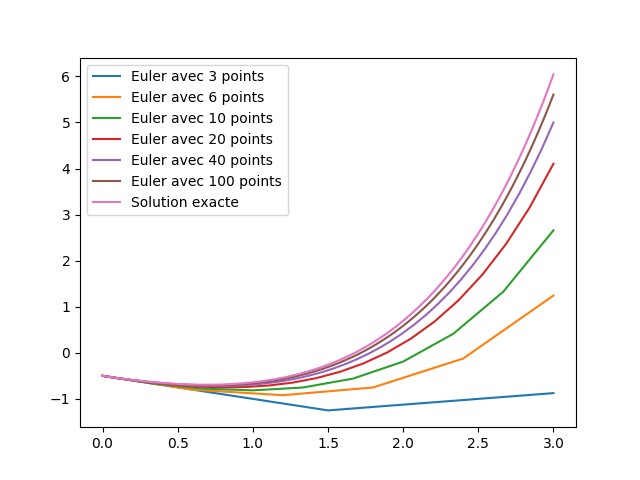 Euler avec 3 points
Euler avec 6 points
Euler avec 10 points
Euler avec 20 points
Euler avec 40 points
Euler avec 100 points
Solution exacte
6
5
4
3
2
1
0
−1
0.0 0.5 1.0 1.5 2.0 2.5 3.0